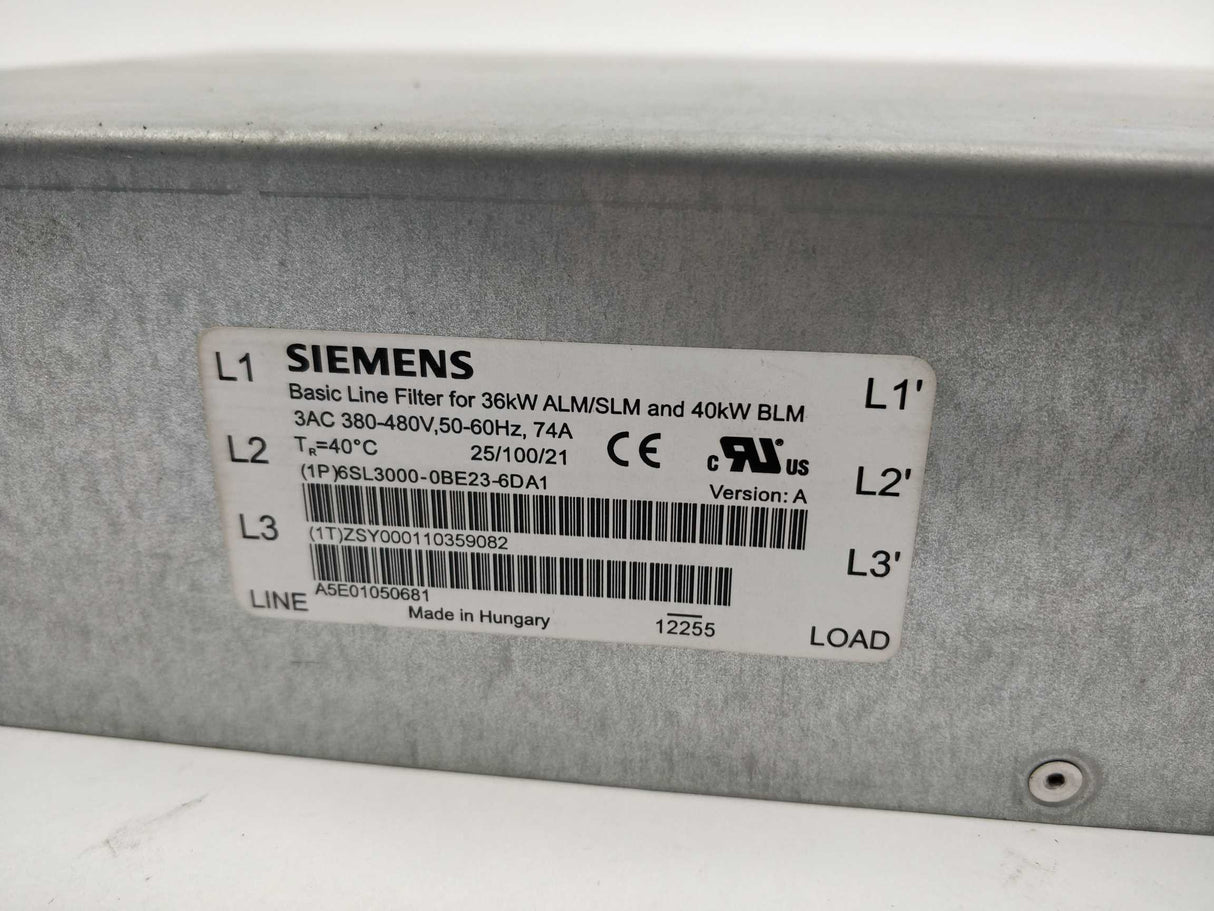 L1 SIEMENS L1'
Basic Line Filter for 36kW ALM/SLM and 40kW BLM
3AC 380-480V,50-60Hz, 74A
L2 TR=40°C 25/100/21 CE c RU US L2'
(1P)6SL3000-0BE23-6DA1 Version: A
L3 (1T)ZSY000110359082 L3'
A5E01050681
LINE Made in Hungary 12255 LOAD